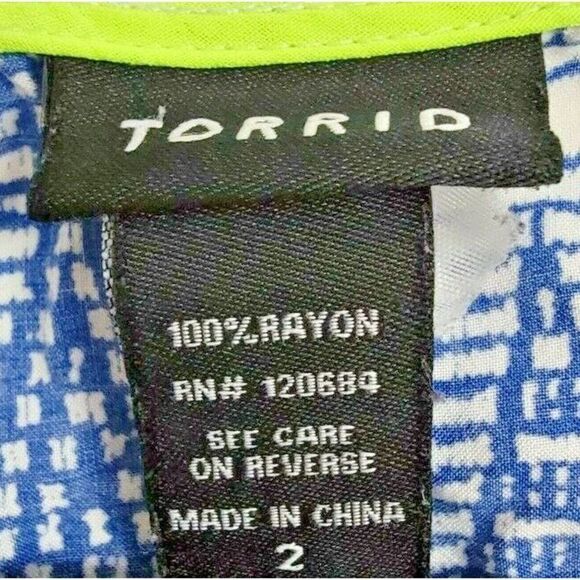 TORRID
100% RAYON
RN# 120684
SEE CARE
ON REVERSE
MADE IN CHINA
2